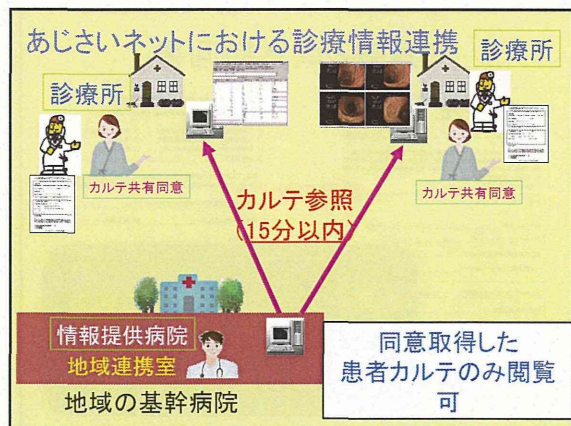 あじさいネットにおける診療情報連携
診療所
診療所
カルテ共有同意
カルテ共有同意
カルテ参照
(15分以内)
情報提供病院
地域連携室
地域の基幹病院
同意取得した
患者カルテのみ閲覧
可